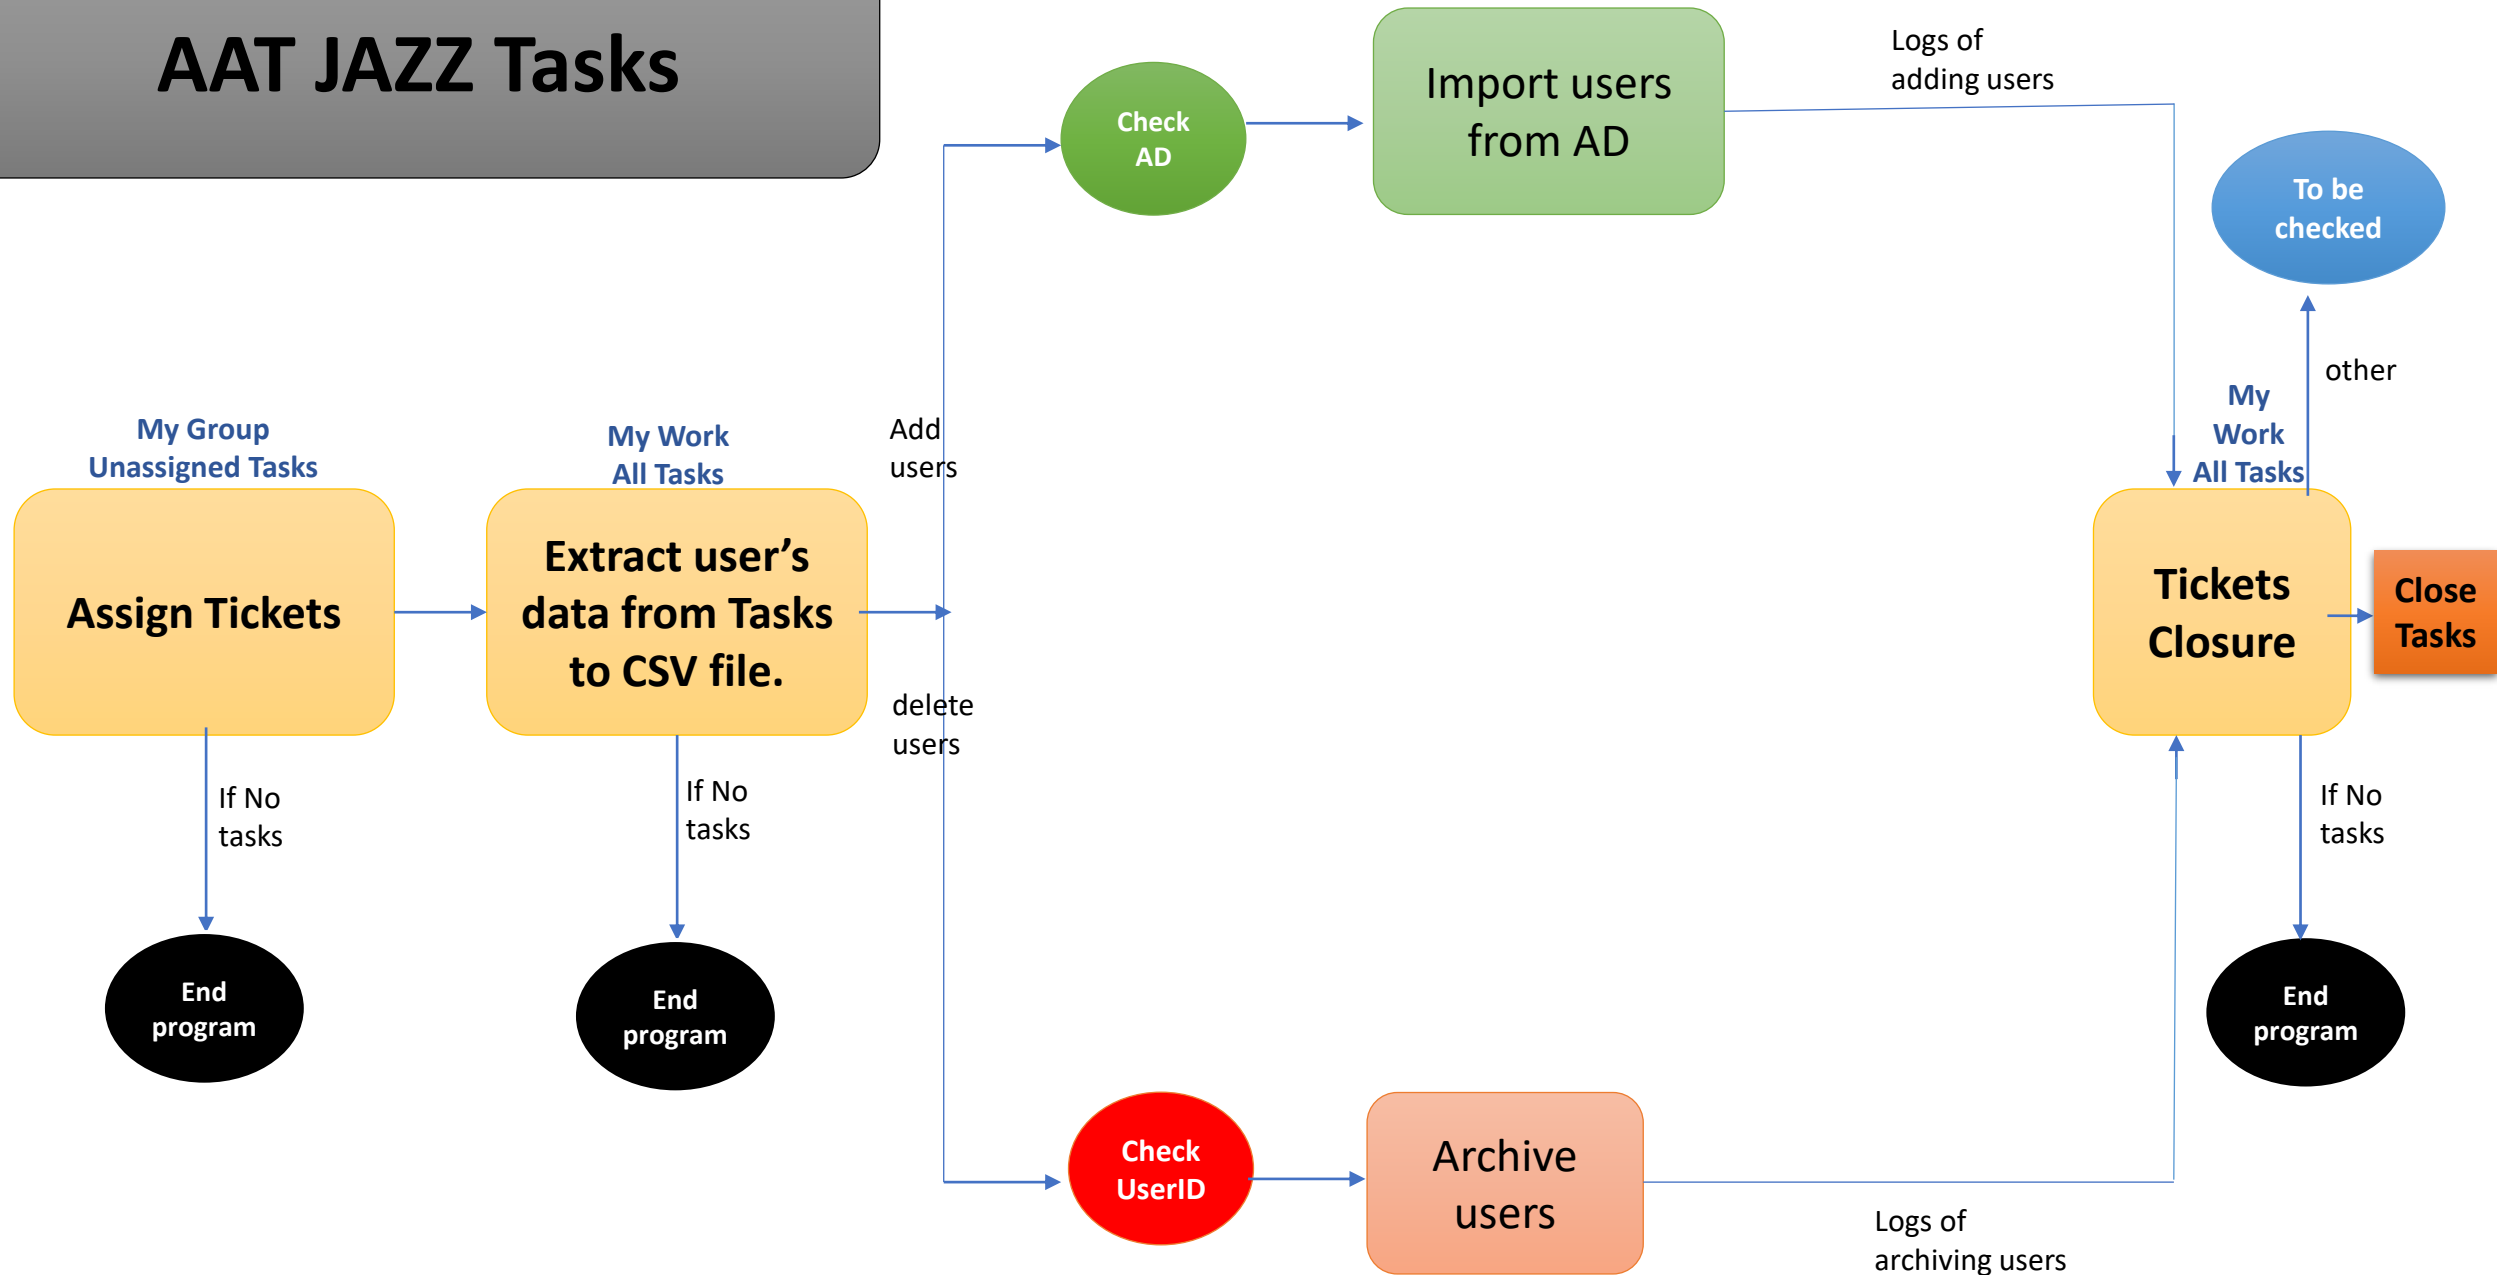 AAT JAZZ Tasks
Check
AD
Import users
from AD
Logs of
adding users
To be
checked
other
My Group
Unassigned Tasks
My Work
All Tasks
Add
users
My
Work
All Tasks
Assign Tickets
Extract user’s
data from Tasks
to CSV file.
Tickets
Closure
Close
Tasks
delete
users
If No
tasks
If No
tasks
If No
tasks
End
program
End
program
End
program
Check
UserID
Archive
users
Logs of
archiving users